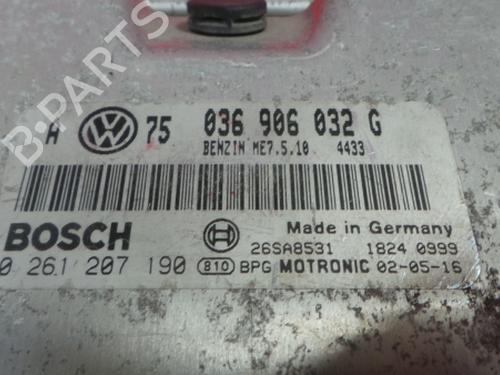 B-PARTS
A VW 75 036 906 032 G
BENZIN ME7.5.10 4433
BOSCH Made in Germany
26SA8531 1824 0999
0 261 207 190 810 BPG MOTRONIC 02-05-16